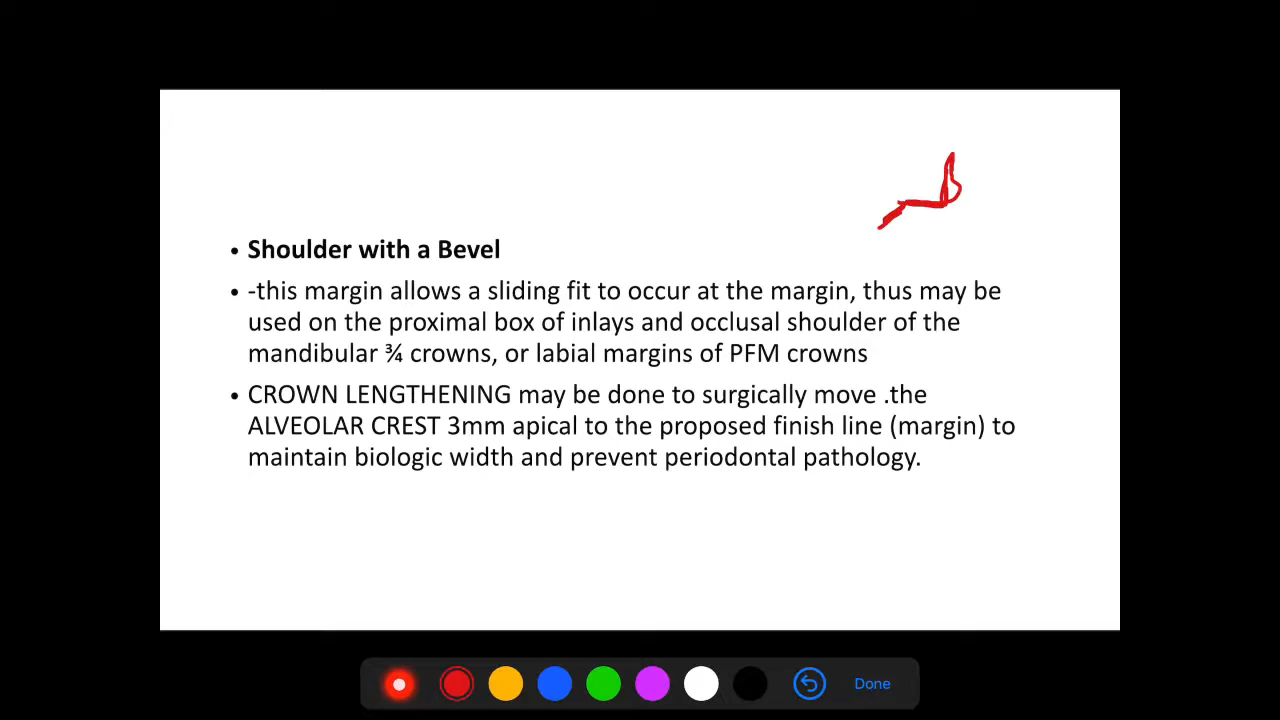 • Shoulder with a Bevel
• -this margin allows a sliding fit to occur at the margin, thus may be
used on the proximal box of inlays and occlusal shoulder of the
mandibular ¾ crowns, or labial margins of PFM crowns
• CROWN LENGTHENING may be done to surgically move .the
ALVEOLAR CREST 3mm apical to the proposed finish line (margin) to
maintain biologic width and prevent periodontal pathology.
Done